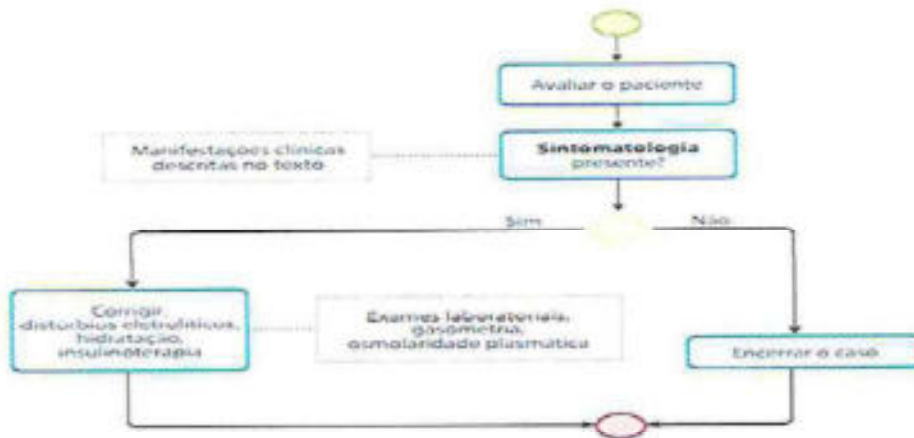 Avaliar o paciente
Manifestações clínicas
descritas no texto
Sintomatologia
presente?
Sim
Não
Corrigir
distúrbios eletrolíticos,
hidratação,
insulinoterapia
Exames laboratoriais,
gasometria,
osmolaridade plasmática
Encerrar o caso